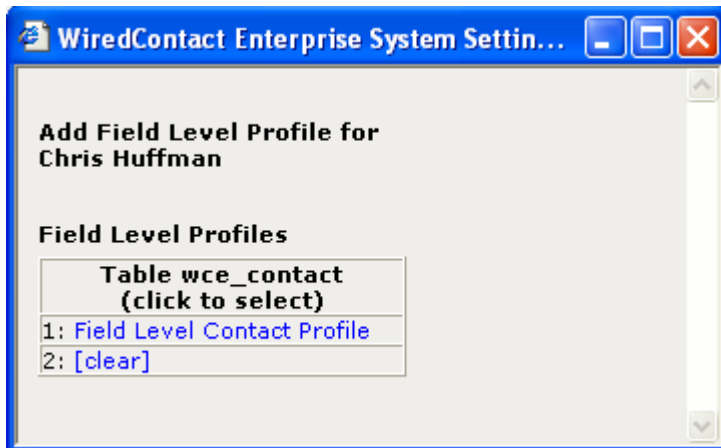 WiredContact Enterprise System Settin...
Add Field Level Profile for
Chris Huffman
Field Level Profiles
Table wce_contact
(click to select)
1: Field Level Contact Profile
2: [clear]